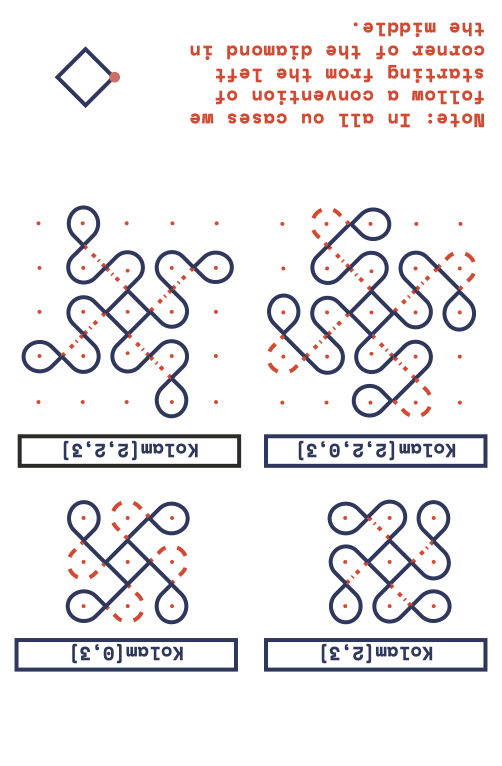 Kolam[2,3]
Kolam[0,3]
Kolam[2,2,0,3]
Kolam[2,2,3]
Note: In all ou cases we
follow a convention of
starting from the left
corner of the diamond in
the middle.